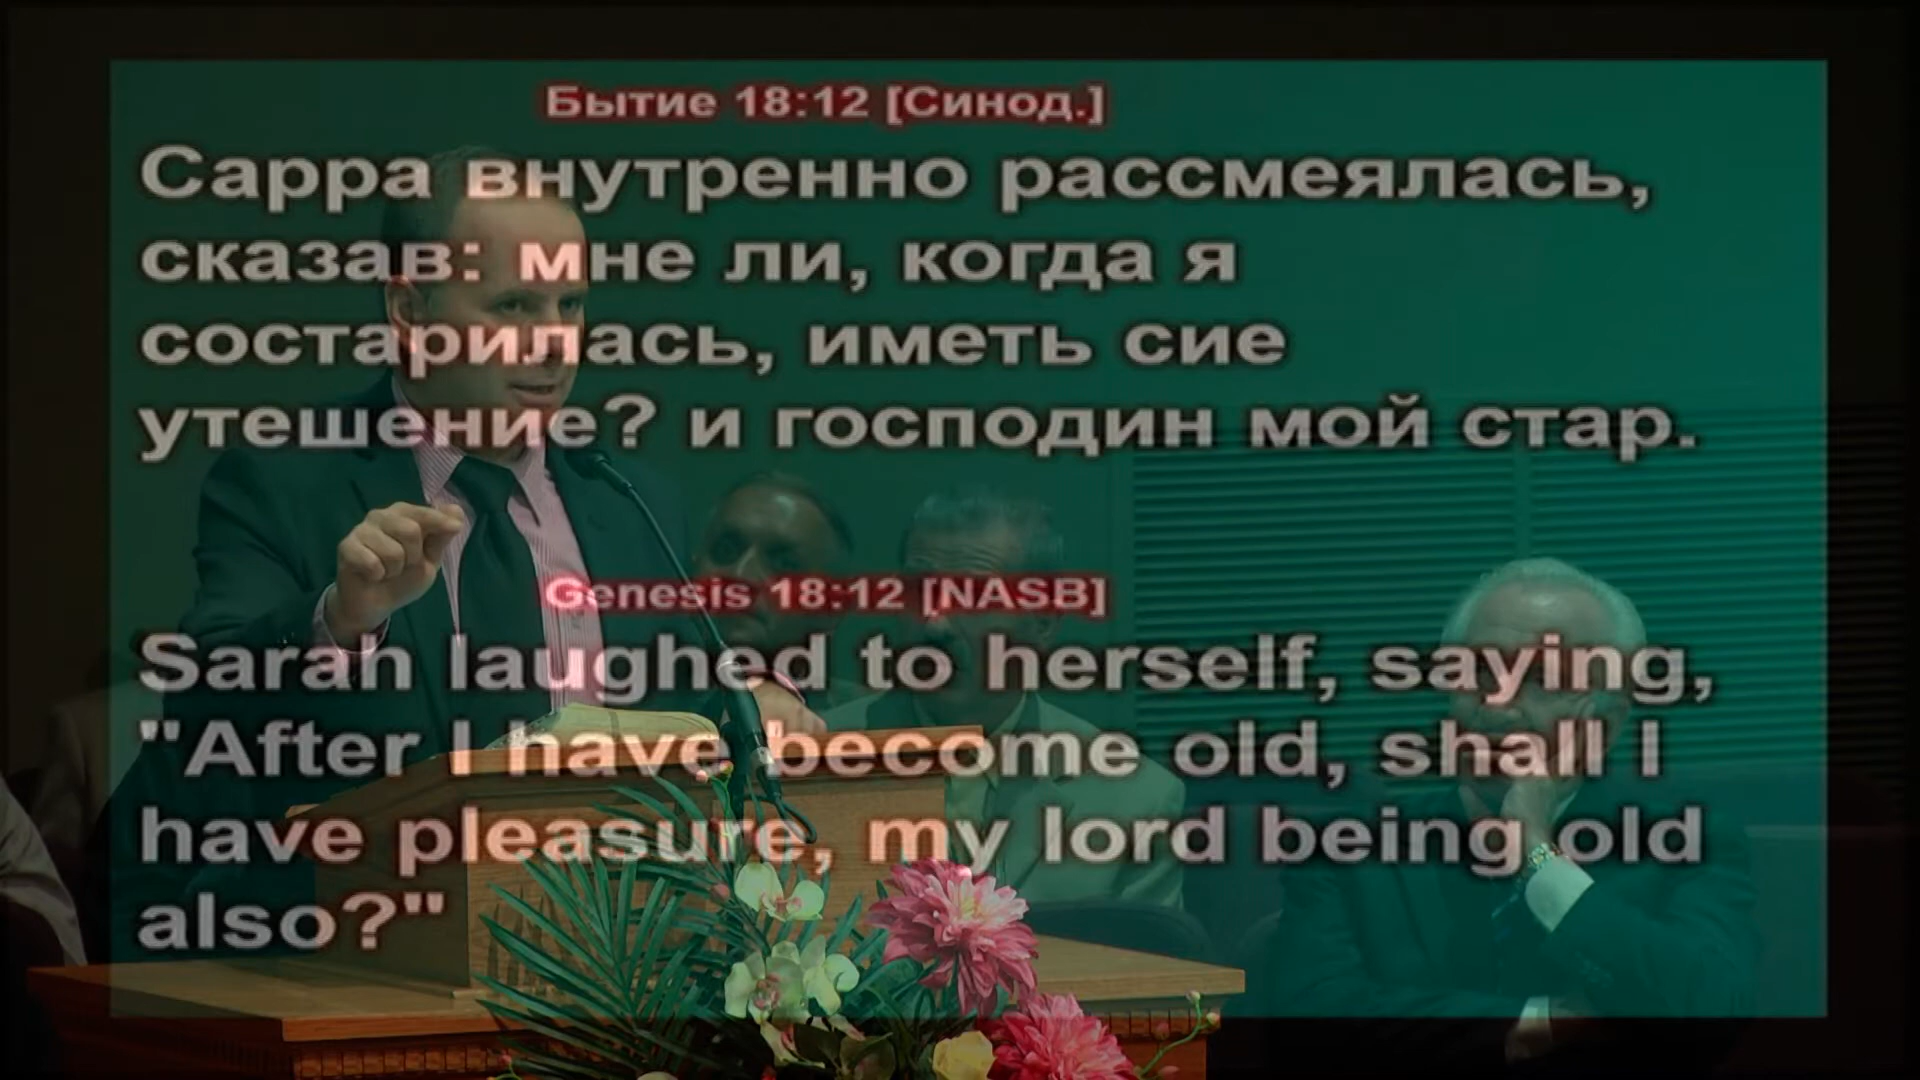 Бытие 18:12 [Синод.]
Сарра внутренно рассмеялась,
сказав: мне ли, когда я
состарилась, иметь сие
утешение? и господин мой стар.
Genesis 18:12 [NASB]
Sarah laughed to herself, saying,
"After I have become old, shall I
have pleasure, my lord being old
also?"